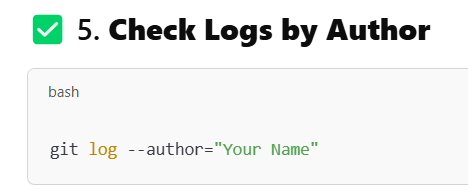 ✅ 5. Check Logs by Author
bash
git log --author="Your Name"